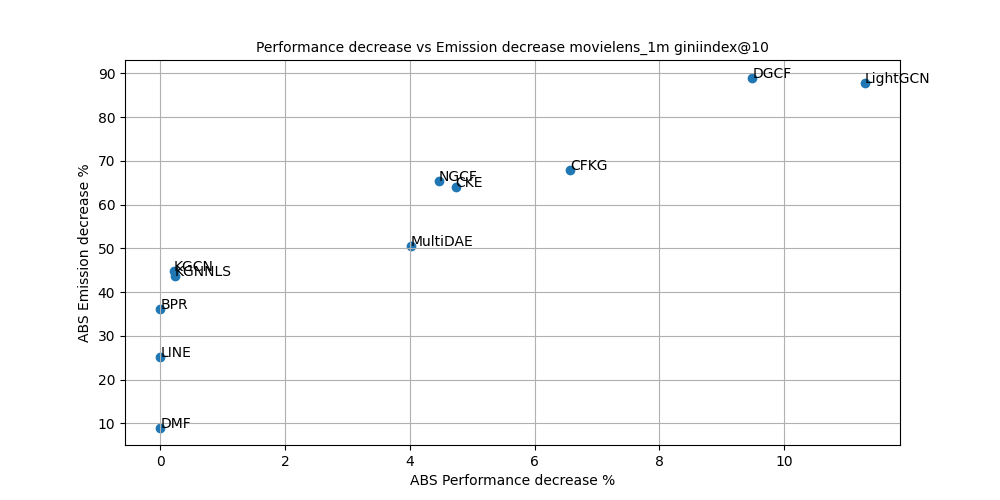 Performance decrease vs Emission decrease movielens_1m giniindex@10
90
80
70
60
50
40
30
20
10
ABS Emission decrease %
DGCF
LightGCN
CFKG
NGCF
CKE
MultiDAE
KGCN
KGNNLS
BPR
LINE
DMF
0 2 4 6 8 10
ABS Performance decrease %